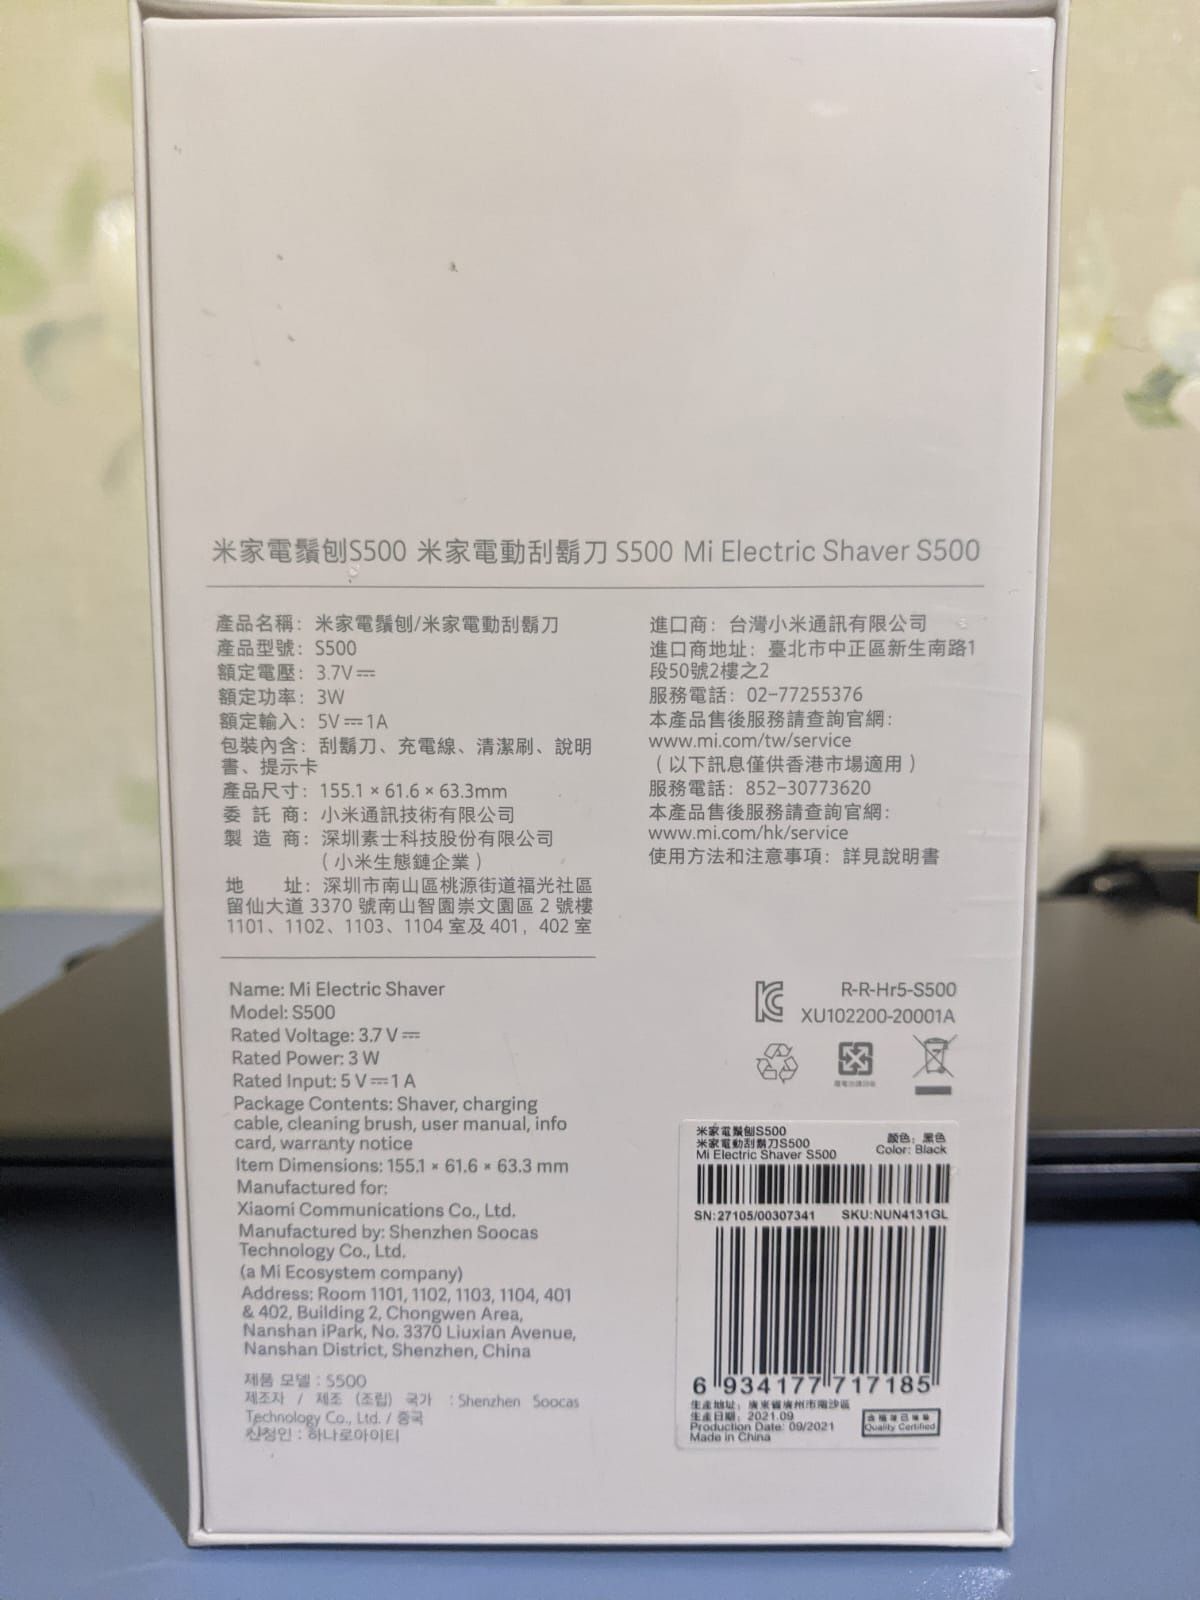 米家電鬚刨S500 米家電動刮鬍刀 S500 Mi Electric Shaver S500
產品名稱：米家電鬚刨/米家電動刮鬍刀
產品型號：S500
額定電壓：3.7V⎓
額定功率：3W
額定輸入：5V⎓1A
包裝內含：刮鬍刀、充電線、清潔刷、說明
書、提示卡
產品尺寸：155.1 × 61.6 × 63.3mm
委 託 商：小米通訊技術有限公司
製 造 商：深圳素士科技股份有限公司
（小米生態鏈企業）
地 址：深圳市南山區桃源街道福光社區
留仙大道 3370 號南山智園崇文園區 2 號樓
1101、1102、1103、1104 室及 401，402 室
進口商：台灣小米通訊有限公司
進口商地址：臺北市中正區新生南路1
段50號2樓之2
服務電話：02-77255376
本產品售後服務請查詢官網：
www.mi.com/tw/service
（以下訊息僅供香港市場適用）
服務電話：852-30773620
本產品售後服務請查詢官網：
www.mi.com/hk/service
使用方法和注意事項：詳見說明書
Name: Mi Electric Shaver
Model: S500
Rated Voltage: 3.7 V⎓
Rated Power: 3 W
Rated Input: 5 V⎓1 A
Package Contents: Shaver, charging
cable, cleaning brush, user manual, info
card, warranty notice
Item Dimensions: 155.1 × 61.6 × 63.3 mm
Manufactured for:
Xiaomi Communications Co., Ltd.
Manufactured by: Shenzhen Soocas
Technology Co., Ltd.
(a Mi Ecosystem company)
Address: Room 1101, 1102, 1103, 1104, 401
& 402, Building 2, Chongwen Area,
Nanshan iPark, No. 3370 Liuxian Avenue,
Nanshan District, Shenzhen, China
제품 모델 : S500
제조자 / 제조 (조립) 국가 : Shenzhen Soocas
Technology Co., Ltd. / 중국
신청인 : 하나로아이티
R-R-Hr5-S500
XU102200-20001A
廢電池請回收
米家電鬚刨S500
米家電動刮鬍刀S500
Mi Electric Shaver S500
顏色：黑色
Color: Black
SN:27105/00307341 SKU:NUN4131GL
6 934177 717185
生產地址：廣東省廣州市南沙區
生產日期：2021.09
Production Date: 09/2021
Made in China
Quality Certified